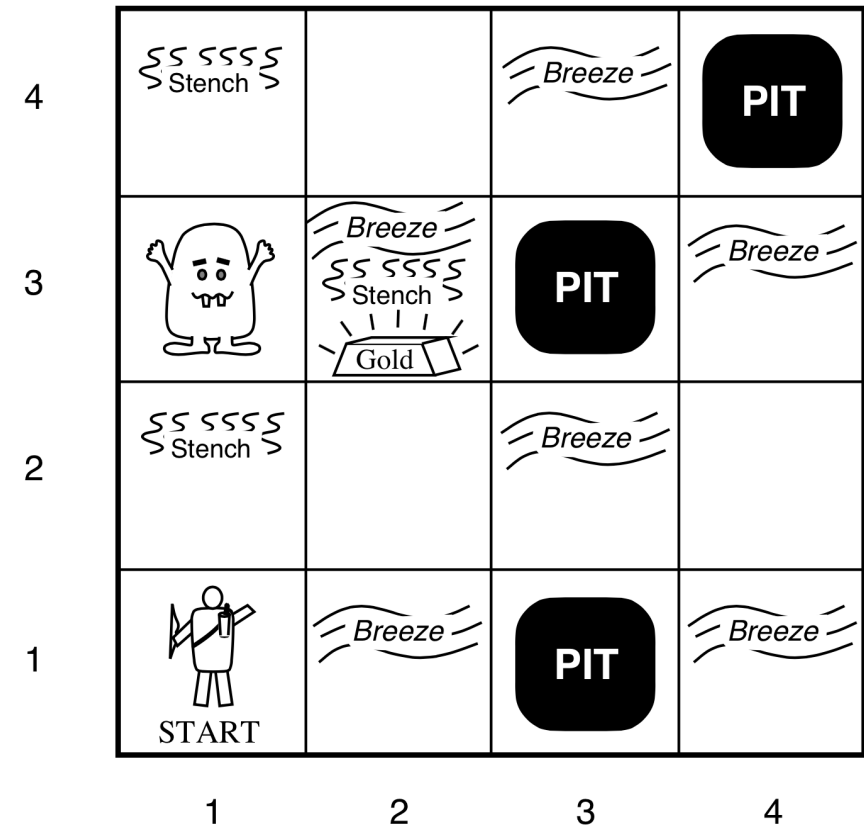 4
Stench
Breeze
PIT
3
Breeze
Stench
Gold
PIT
Breeze
2
Stench
Breeze
1
START
Breeze
PIT
Breeze
1 2 3 4